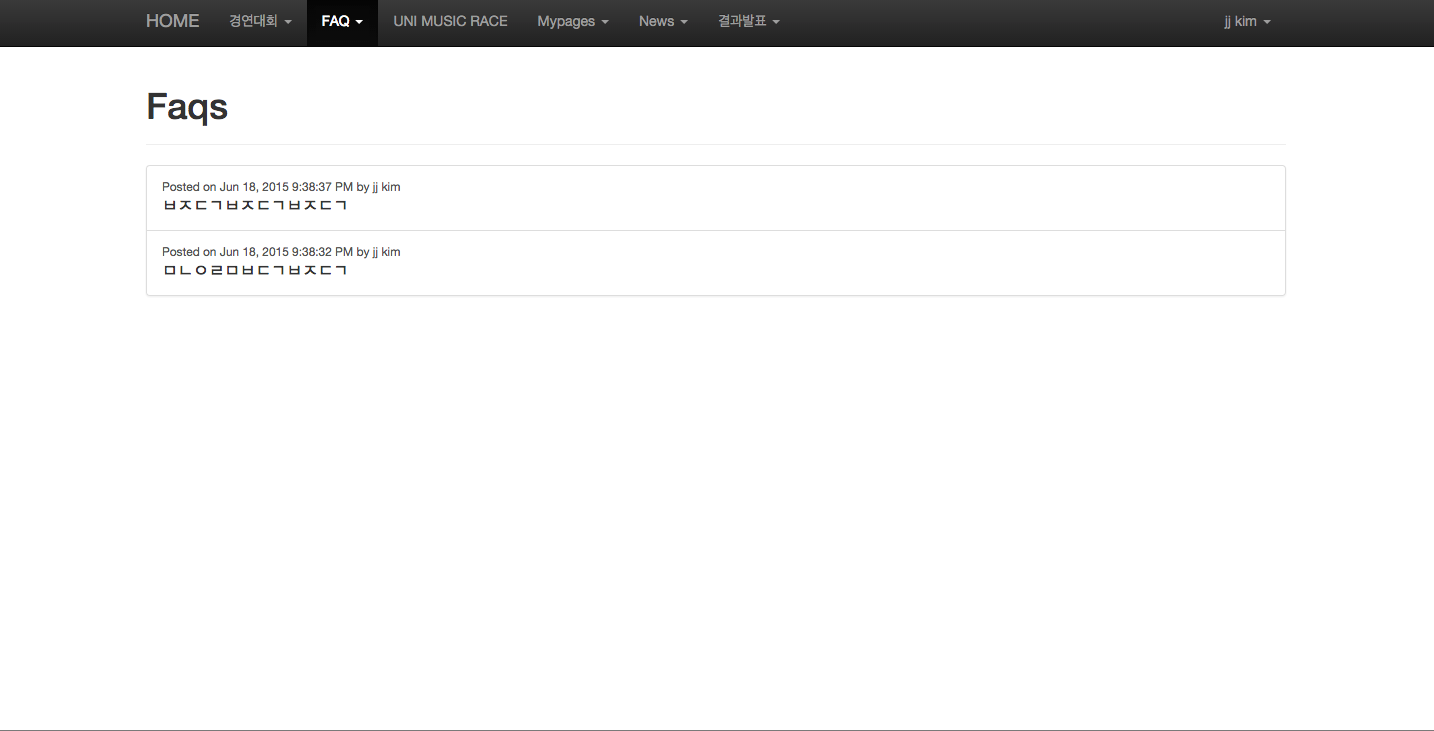 HOME 경연대회 FAQ UNI MUSIC RACE Mypages News 결과발표 jj kim
Faqs
Posted on Jun 18, 2015 9:38:37 PM by jj kim
ㅂㅈㄷㄱㅂㅈㄷㄱㅂㅈㄷㄱ
Posted on Jun 18, 2015 9:38:32 PM by jj kim
ㅁㄴㅇㄹㅁㅂㄷㄱㅂㅈㄷㄱ